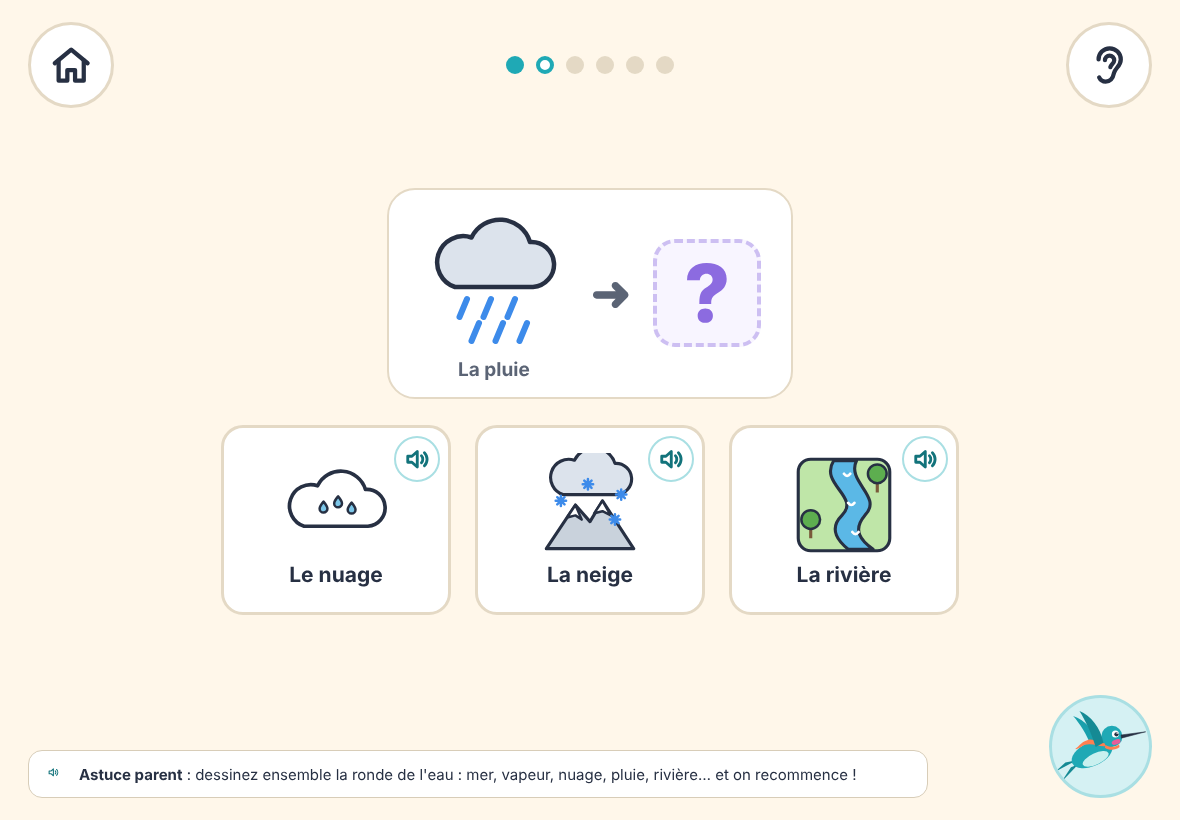 ?
La pluie
Le nuage
La neige
La rivière
Astuce parent : dessinez ensemble la ronde de l'eau : mer, vapeur, nuage, pluie, rivière... et on recommence !